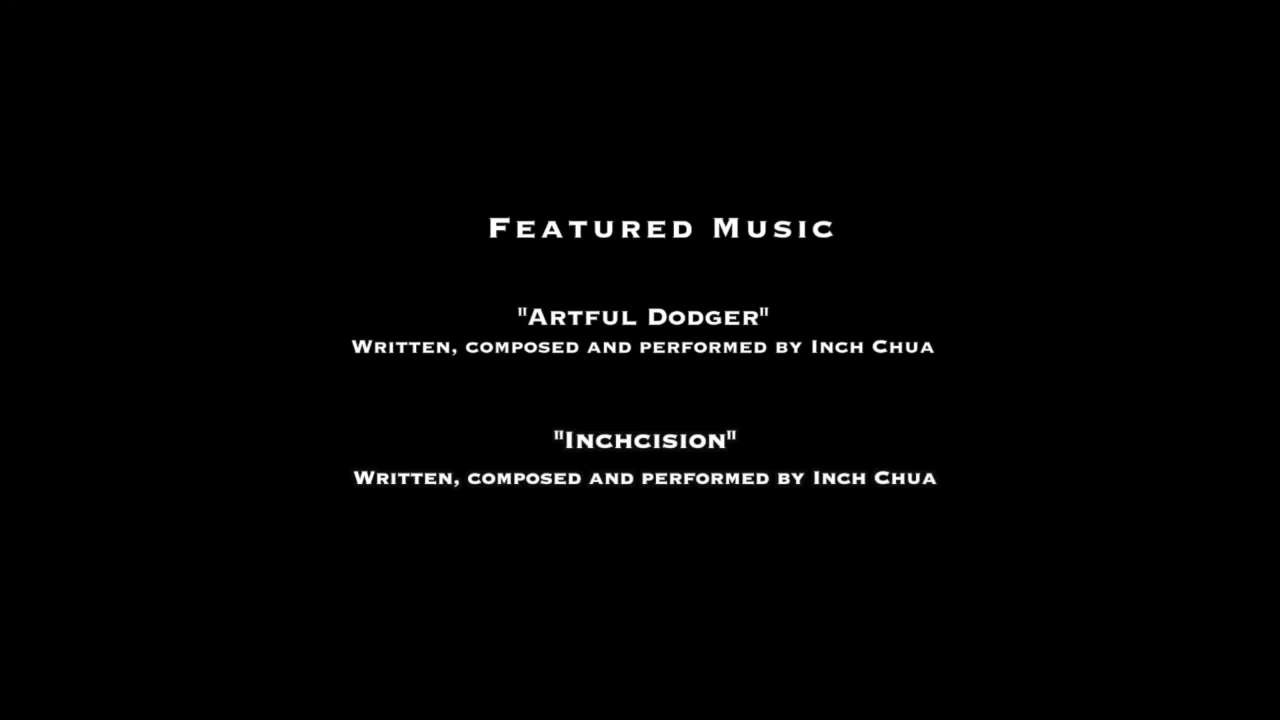 Featured Music
"Artful Dodger"
Written, composed and performed by Inch Chua
"Inchcision"
Written, composed and performed by Inch Chua